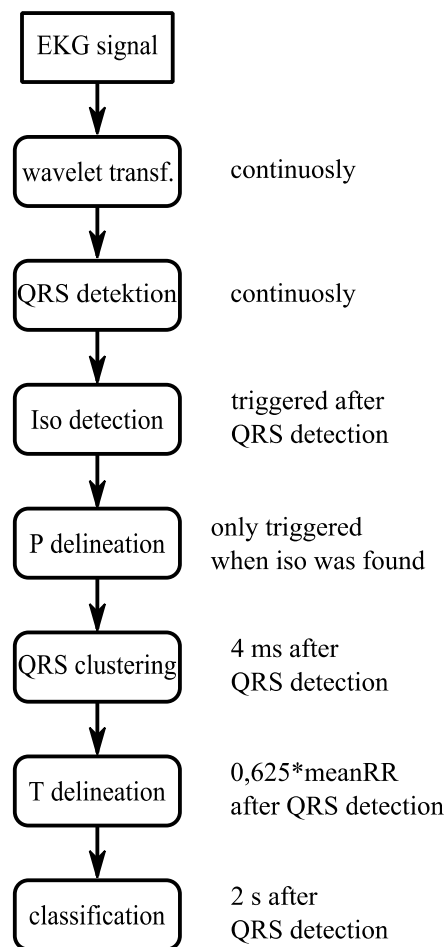 EKG signal
wavelet transf.
continuosly
QRS detektion
continuosly
Iso detection
triggered after
QRS detection
P delineation
only triggered
when iso was found
QRS clustering
4 ms after
QRS detection
T delineation
0,625*meanRR
after QRS detection
classification
2 s after
QRS detection